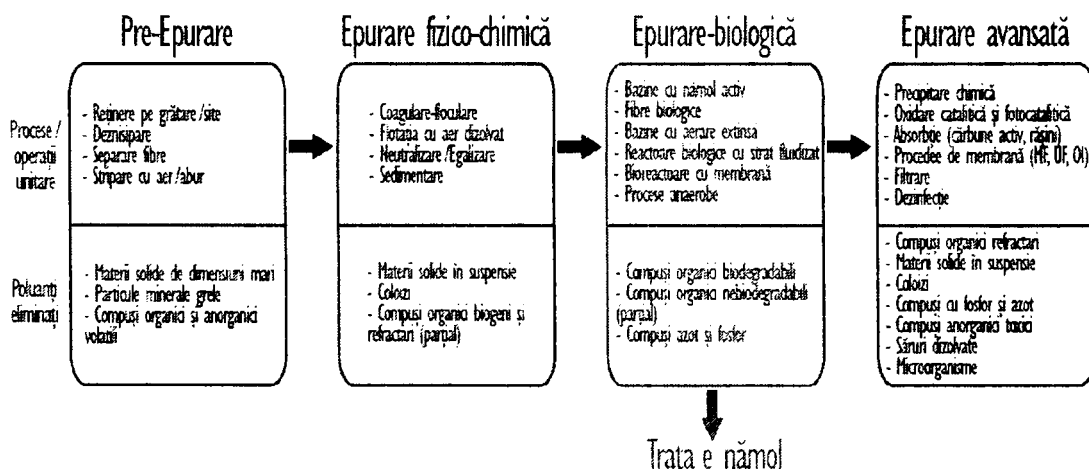 Pre-Epurare
Epurare fizico-chimică
Epurare-biologică
Epurare avansată
Procese /
operații
unitare
- Reținere pe grătare/site
- Deznisipare
- Separare fibre
- Stripare cu aer/abur
- Coagulare-floculare
- Flotația cu aer dizolvat
- Neutralizare/Egalizare
- Sedimentare
- Bazine cu nămol activ
- Fibre biologice
- Bazine cu aerare extinsa
- Reactoare biologice cu strat fluidizat
- Bioreactoare cu membrană
- Procese anaerobe
- Precipitare chimică
- Oxidare catalitică și fotocatalitică
- Absorbție (cărbune activ, rășini)
- Procedee de membrană (MF, UF, OI)
- Filtrare
- Dezinfecție
Poluanți
eliminați
- Materii solide de dimensiuni mari
- Particule minerale grele
- Compuși organici și anorganici
volatili
- Materii solide în suspensie
- Coloizi
- Compuși organici biogeni și
refractari (parțial)
- Compuși organici biodegradabili
- Compuși organici nebiodegradabili
(parțial)
- Compuși azot și fosfor
- Compuși organici refractari
- Materii solide în suspensie
- Coloizi
- Compuși cu fosfor și azot
- Compuși anorganici toxici
- Săruri dizolvate
- Microorganisme
Trata e nămol